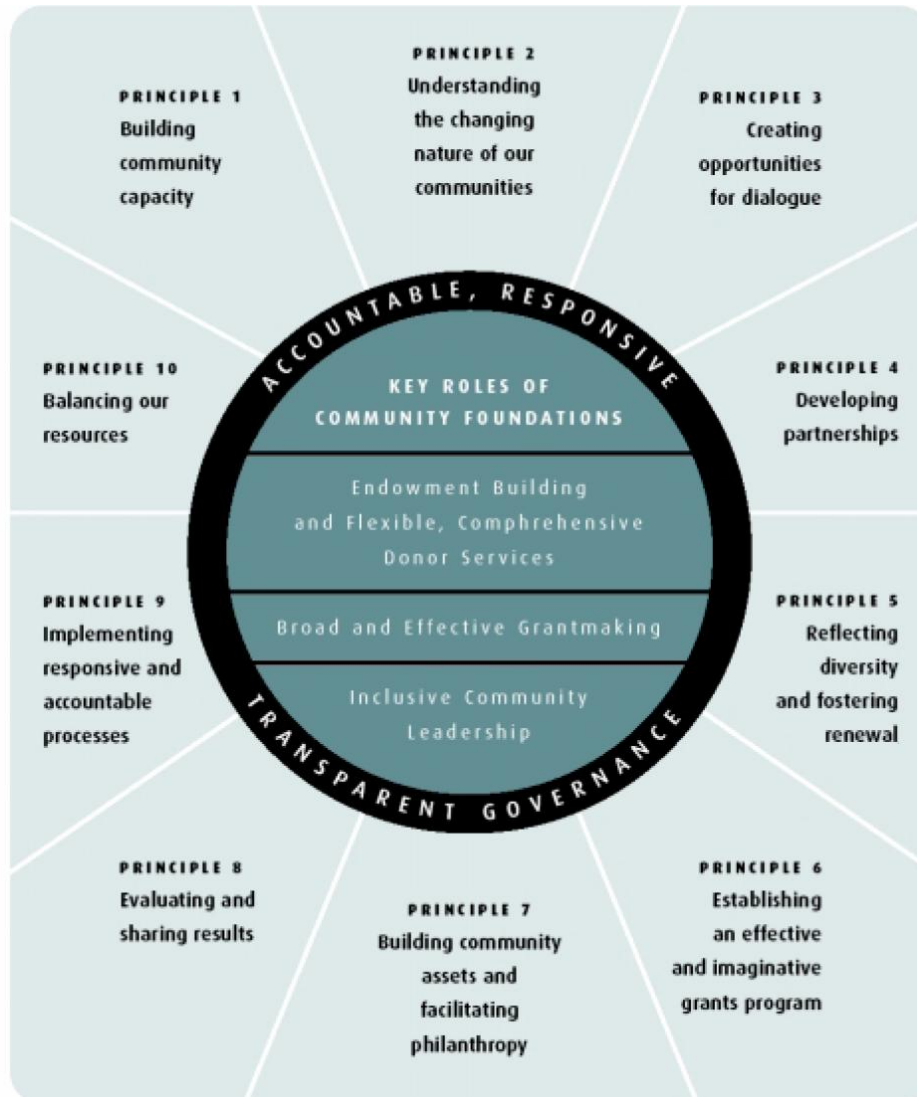 PRINCIPLE 1
Building
community
capacity
PRINCIPLE 2
Understanding
the changing
nature of our
communities
PRINCIPLE 3
Creating
opportunities
for dialogue
PRINCIPLE 4
Developing
partnerships
PRINCIPLE 5
Reflecting
diversity
and fostering
renewal
PRINCIPLE 6
Establishing
an effective
and imaginative
grants program
PRINCIPLE 7
Building community
assets and
facilitating
philanthropy
PRINCIPLE 8
Evaluating and
sharing results
PRINCIPLE 9
Implementing
responsive and
accountable
processes
PRINCIPLE 10
Balancing our
resources
ACCOUNTABLE, RESPONSIVE
KEY ROLES OF
COMMUNITY FOUNDATIONS
Endowment Building
and Flexible, Comphrehensive
Donor Services
Broad and Effective Grantmaking
Inclusive Community
Leadership
TRANSPARENT GOVERNANCE